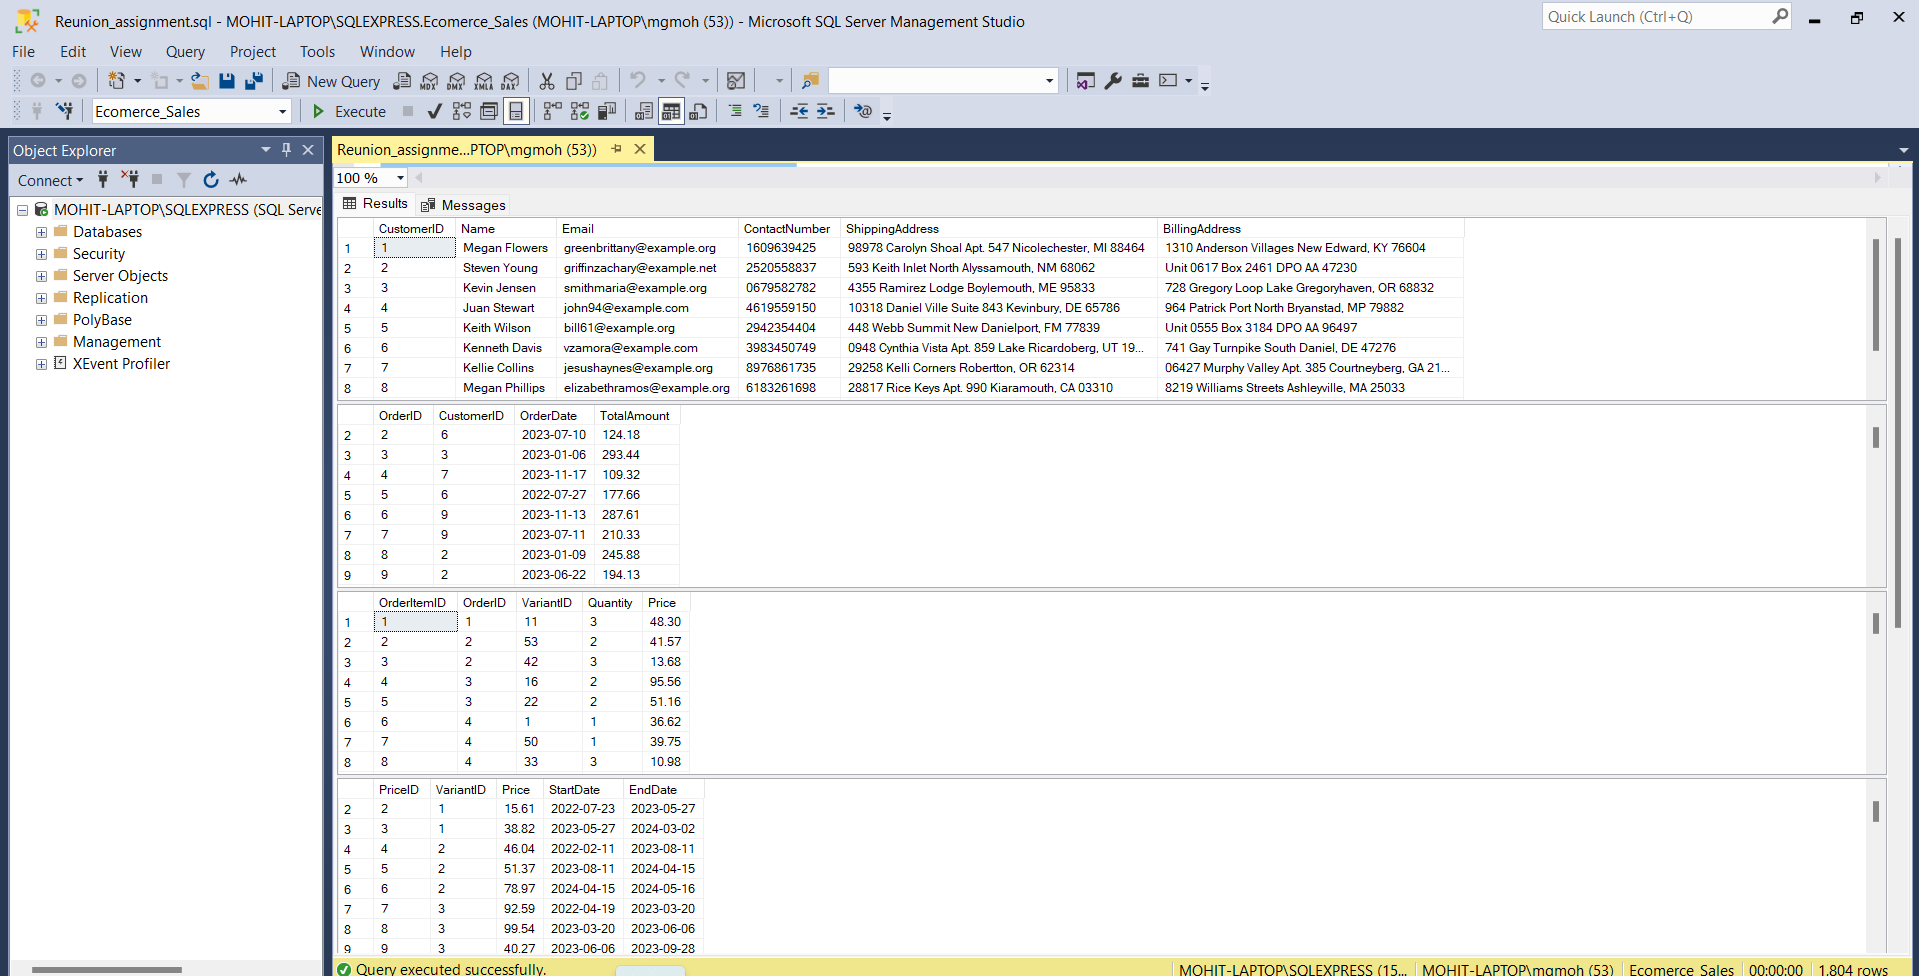 Reunion_assignment.sql - MOHIT-LAPTOP\SQLEXPRESS.Ecomerce_Sales (MOHIT-LAPTOP\mgmoh (53)) - Microsoft SQL Server Management Studio
Quick Launch (Ctrl+Q)
File Edit View Query Project Tools Window Help
New Query MDX DMX XMLA DAX
Ecomerce_Sales Execute
Object Explorer
Reunion_assignme...PTOP\mgmoh (53))
Connect
100 %
Results Messages
MOHIT-LAPTOP\SQLEXPRESS (SQL Serve
Databases
Security
Server Objects
Replication
PolyBase
Management
XEvent Profiler
CustomerID Name Email ContactNumber ShippingAddress BillingAddress
1 1 Megan Flowers greenbrittany@example.org 1609639425 98978 Carolyn Shoal Apt. 547 Nicolechester, MI 88464 1310 Anderson Villages New Edward, KY 76604
2 2 Steven Young griffinzachary@example.net 2520558837 593 Keith Inlet North Alyssamouth, NM 68062 Unit 0617 Box 2461 DPO AA 47230
3 3 Kevin Jensen smithmaria@example.org 0679582782 4355 Ramirez Lodge Boylemouth, ME 95833 728 Gregory Loop Lake Gregoryhaven, OR 68832
4 4 Juan Stewart john94@example.com 4619559150 10318 Daniel Ville Suite 843 Kevinbury, DE 65786 964 Patrick Port North Bryanstad, MP 79882
5 5 Keith Wilson bill61@example.org 2942354404 448 Webb Summit New Danielport, FM 77839 Unit 0555 Box 3184 DPO AA 96497
6 6 Kenneth Davis vzamora@example.com 3983450749 0948 Cynthia Vista Apt. 859 Lake Ricardoberg, UT 19... 741 Gay Turnpike South Daniel, DE 47276
7 7 Kellie Collins jesushaynes@example.org 8976861735 29258 Kelli Corners Robertton, OR 62314 06427 Murphy Valley Apt. 385 Courtneyberg, GA 21...
8 8 Megan Phillips elizabethramos@example.org 6183261698 28817 Rice Keys Apt. 990 Kiaramouth, CA 03310 8219 Williams Streets Ashleyville, MA 25033
OrderID CustomerID OrderDate TotalAmount
2 2 6 2023-07-10 124.18
3 3 3 2023-01-06 293.44
4 4 7 2023-11-17 109.32
5 5 6 2022-07-27 177.66
6 6 9 2023-11-13 287.61
7 7 9 2023-07-11 210.33
8 8 2 2023-01-09 245.88
9 9 2 2023-06-22 194.13
OrderItemID OrderID VariantID Quantity Price
1 1 1 11 3 48.30
2 2 2 53 2 41.57
3 3 2 42 3 13.68
4 4 3 16 2 95.56
5 5 3 22 2 51.16
6 6 4 1 1 36.62
7 7 4 50 1 39.75
8 8 4 33 3 10.98
PriceID VariantID Price StartDate EndDate
2 2 1 15.61 2022-07-23 2023-05-27
3 3 1 38.82 2023-05-27 2024-03-02
4 4 2 46.04 2022-02-11 2023-08-11
5 5 2 51.37 2023-08-11 2024-04-15
6 6 2 78.97 2024-04-15 2024-05-16
7 7 3 92.59 2022-04-19 2023-03-20
8 8 3 99.54 2023-03-20 2023-06-06
9 9 3 40.27 2023-06-06 2023-09-28
Query executed successfully. MOHIT-LAPTOP\SQLEXPRESS (15... MOHIT-LAPTOP\mgmoh (53) Ecomerce_Sales 00:00:00 1,804 rows